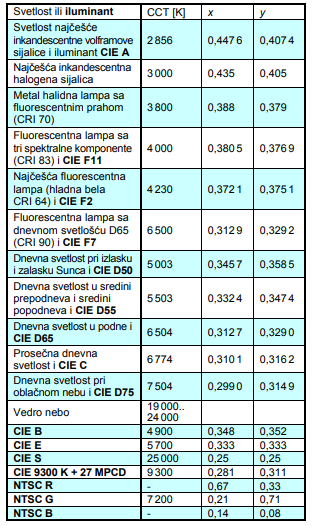 Svetlost ili iluminant CCT [K] x y
Svetlost najčešće
inkandescentne volframove
sijalice i iluminant CIE A 2 856 0,447 6 0,407 4
Najčešća inkandescentna
halogena sijalica 3 000 0,435 0,405
Metal halidna lampa sa
fluorescentnim prahom
(CRI 70) 3 800 0,388 0,379
Fluorescentna lampa sa
tri spektralne komponente
(CRI 83) i CIE F11 4 000 0,380 5 0,376 9
Najčešća fluorescentna
lampa (hladna bela
CRI 64) i CIE F2 4 230 0,372 1 0,375 1
Fluorescentna lampa sa
dnevnom svetlošću D65
(CRI 90) i CIE F7 6 500 0,312 9 0,329 2
Dnevna svetlost pri izlasku
i zalasku Sunca i CIE D50 5 003 0,345 7 0,358 5
Dnevna svetlost u sredini
prepodneva i sredini
popodneva i CIE D55 5 503 0,332 4 0,347 4
Dnevna svetlost u podne i
CIE D65 6 504 0,312 7 0,329 0
Prosečna dnevna
svetlost i CIE C 6 774 0,310 1 0,316 2
Dnevna svetlost pri
oblačnom nebu i CIE D75 7 504 0,299 0 0,314 9
Vedro nebo 19 000..
24 000
CIE B 4 900 0,348 0,352
CIE E 5 700 0,333 0,333
CIE S 25 000 0,25 0,25
CIE 9300 K + 27 MPCD 9 300 0,281 0,311
NTSC R - 0,67 0,33
NTSC G 7 200 0,21 0,71
NTSC B - 0,14 0,08